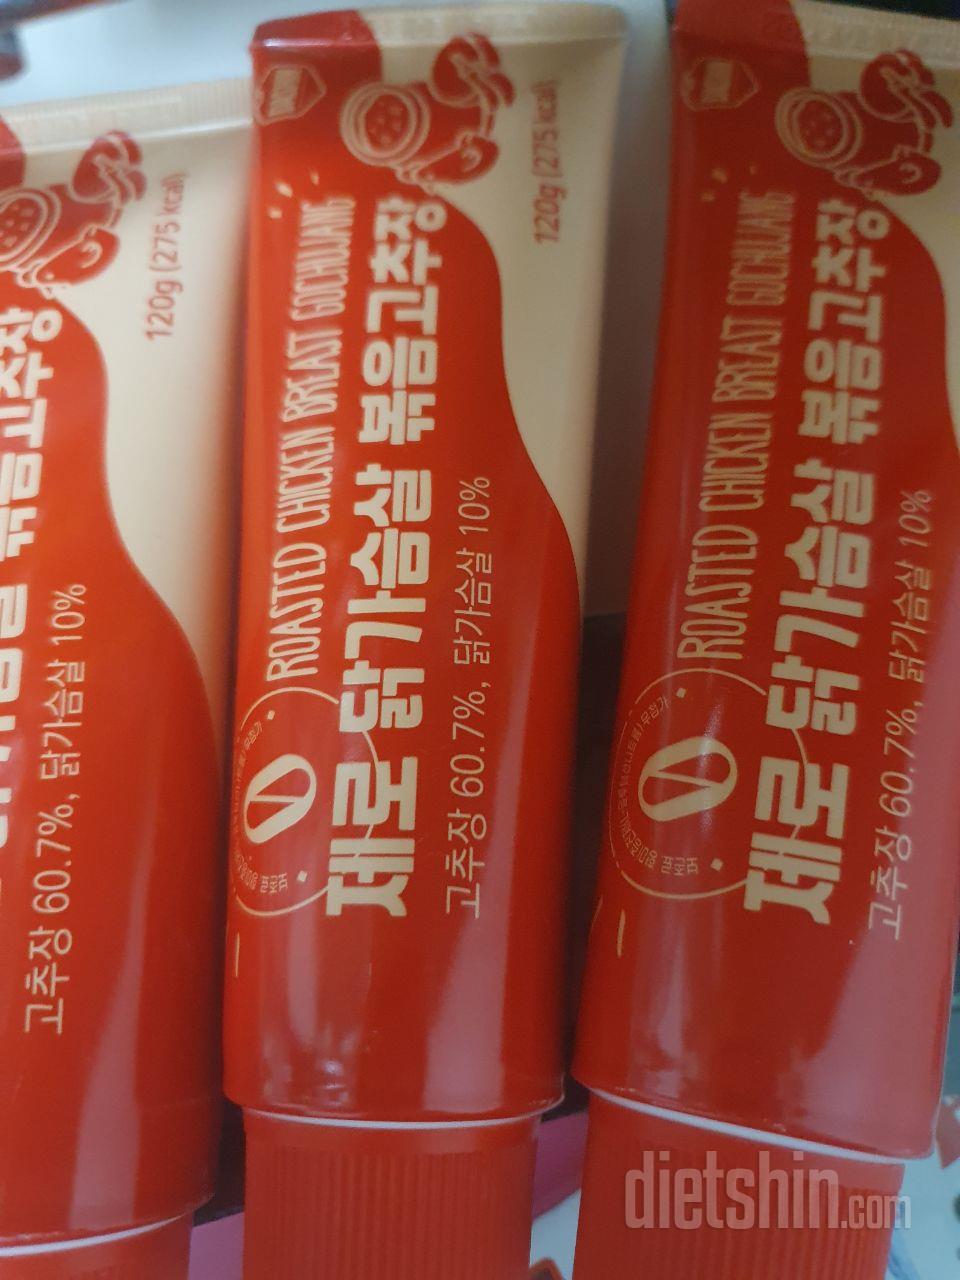 120g (275 kcal)
볶음고추장
고추장 60.7%, 닭가슴살 10%
ROASTED CHICKEN BREAST GOCHUJANG
제로 닭가슴살 볶음고추장
고추장 60.7%, 닭가슴살 10%
120g (275 kcal)
0
ROASTED CHICKEN BREAST GOCHUJANG
제로 닭가슴살 볶음고추장
고추장 60.7%, 닭가슴살 10%
0
dietshin.com